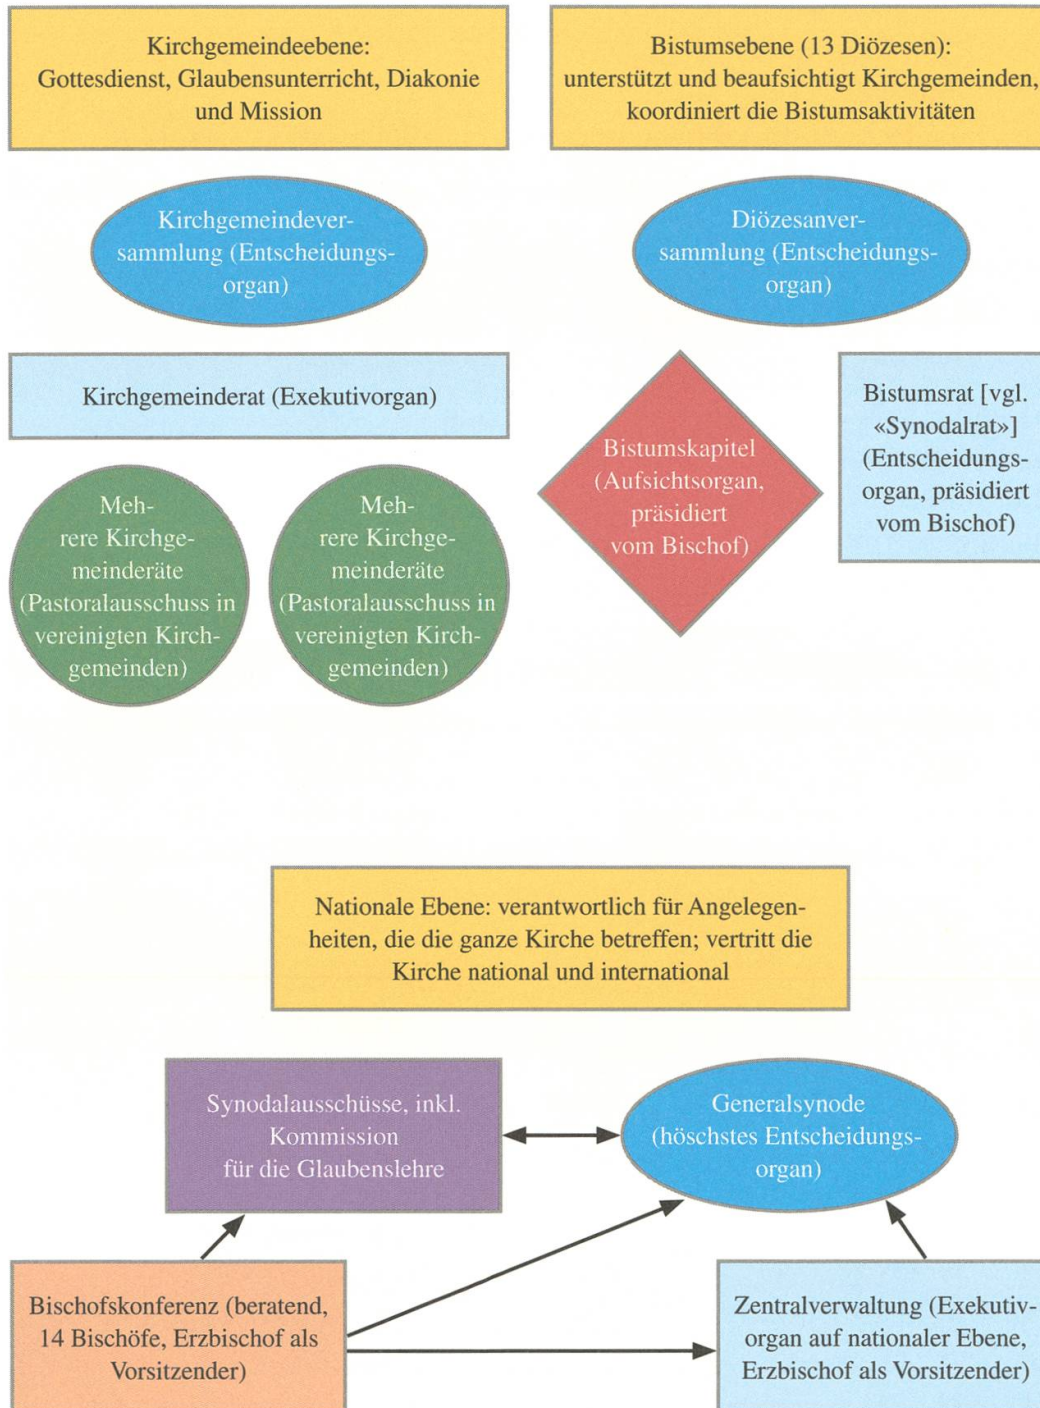 Kirchgemeindeebene:
Gottesdienst, Glaubensunterricht, Diakonie
und Mission
Bistumsebene (13 Diözesen):
unterstützt und beaufsichtigt Kirchgemeinden,
koordiniert die Bistumsaktivitäten
Kirchgemeindever-
sammlung (Entscheidungs-
organ)
Diözesanver-
sammlung (Entscheidungs-
organ)
Kirchgemeinderat (Exekutivorgan)
Bistumskapitel
(Aufsichtsorgan,
präsidiert
vom Bischof)
Bistumsrat [vgl.
«Synodalrat»]
(Entscheidungs-
organ, präsidiert
vom Bischof)
Meh-
rere Kirchge-
meinderäte
(Pastoralausschuss in
vereinigten Kirch-
gemeinden)
Meh-
rere Kirchge-
meinderäte
(Pastoralausschuss in
vereinigten Kirch-
gemeinden)
Nationale Ebene: verantwortlich für Angelegen-
heiten, die die ganze Kirche betreffen; vertritt die
Kirche national und international
Synodalausschüsse, inkl.
Kommission
für die Glaubenslehre
Generalsynode
(höchstes Entscheidungs-
organ)
Bischofskonferenz (beratend,
14 Bischöfe, Erzbischof als
Vorsitzender)
Zentralverwaltung (Exekutiv-
organ auf nationaler Ebene,
Erzbischof als Vorsitzender)